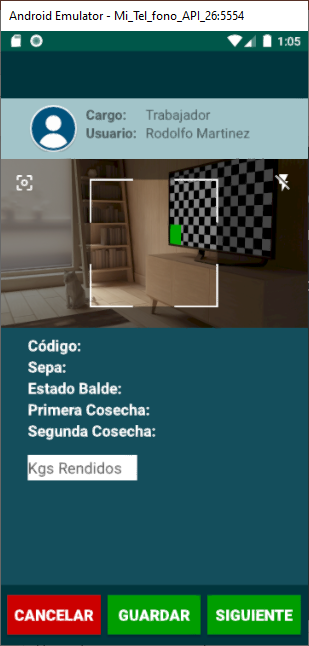 Android Emulator - Mi_Tel_fono_API_26:5554
1:05
Cargo: Trabajador
Usuario: Rodolfo Martinez
Código:
Sepa:
Estado Balde:
Primera Cosecha:
Segunda Cosecha:
Kgs Rendidos
CANCELAR GUARDAR SIGUIENTE